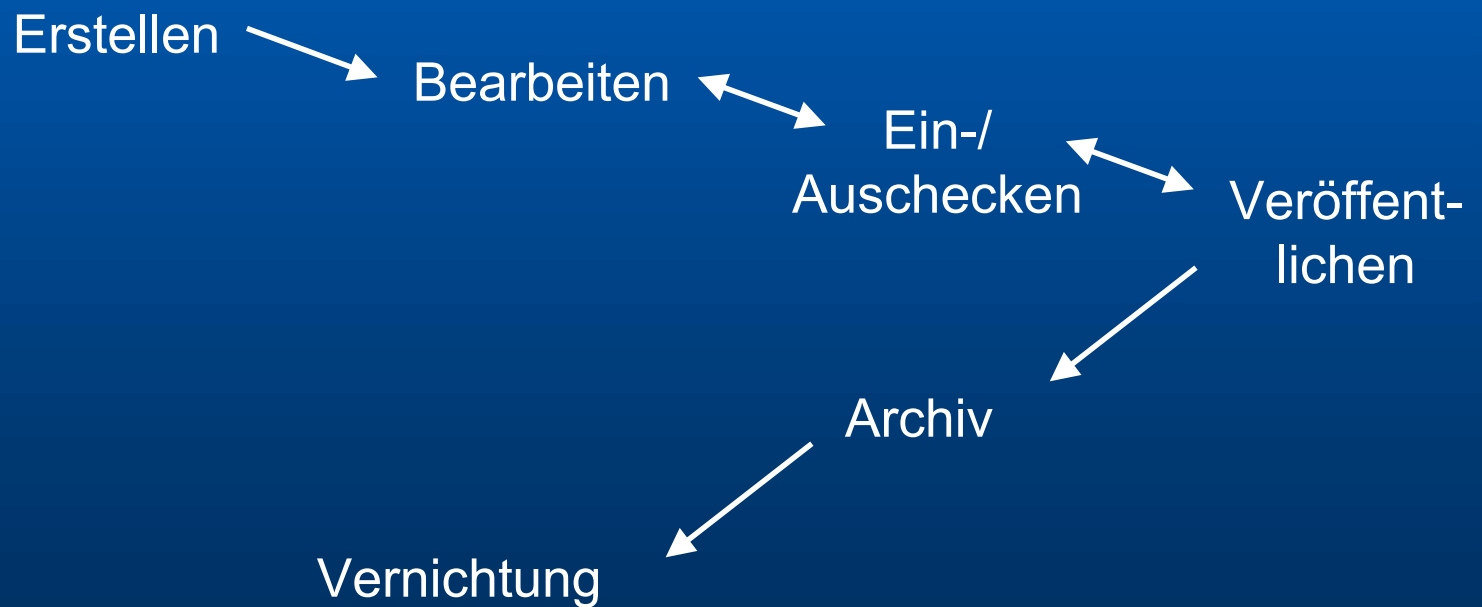 Erstellen
Bearbeiten
Ein-/
Auschecken
Veröffent-
lichen
Archiv
Vernichtung